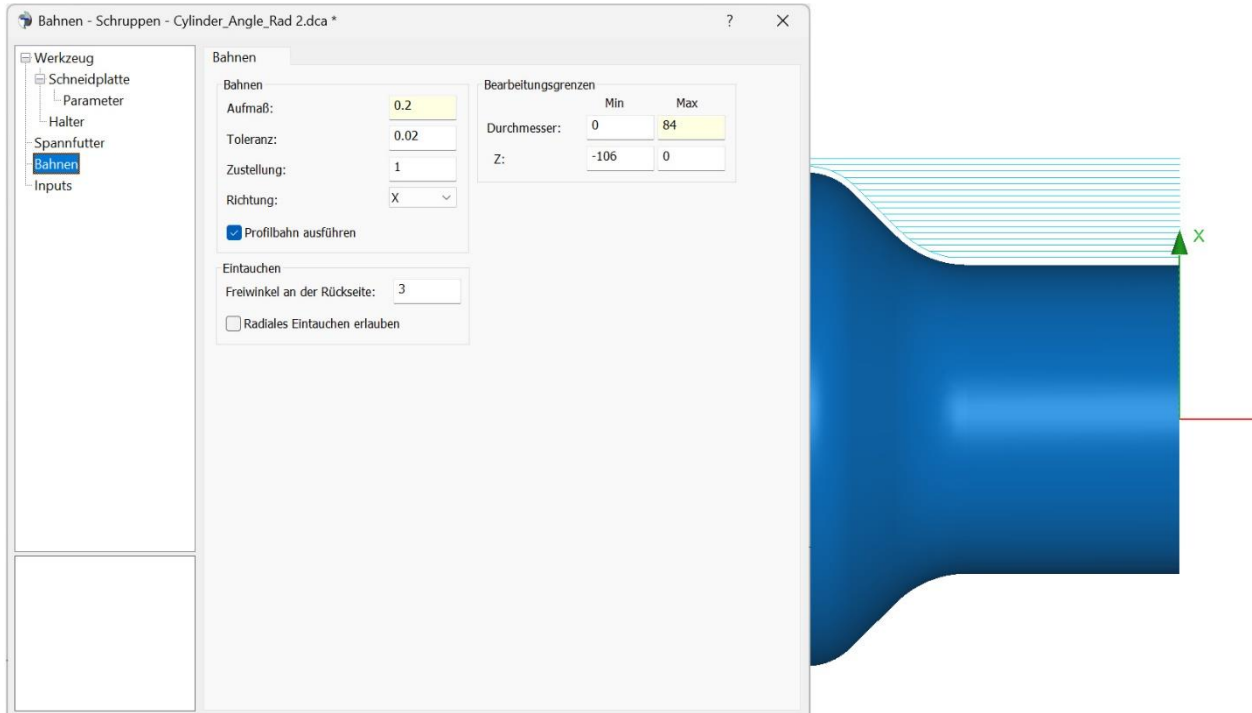 Bahnen - Schruppen - Cylinder_Angle_Rad 2.dca * ?
Werkzeug
Schneidplatte
Parameter
Halter
Spannfutter
Bahnen
Inputs
Bahnen
Bahnen
Aufmaß: 0.2
Toleranz: 0.02
Zustellung: 1
Richtung: X
Profilbahn ausführen
Eintauchen
Freiwinkel an der Rückseite: 3
Radiales Eintauchen erlauben
Bearbeitungsgrenzen
Min Max
Durchmesser: 0 84
Z: -106 0
X